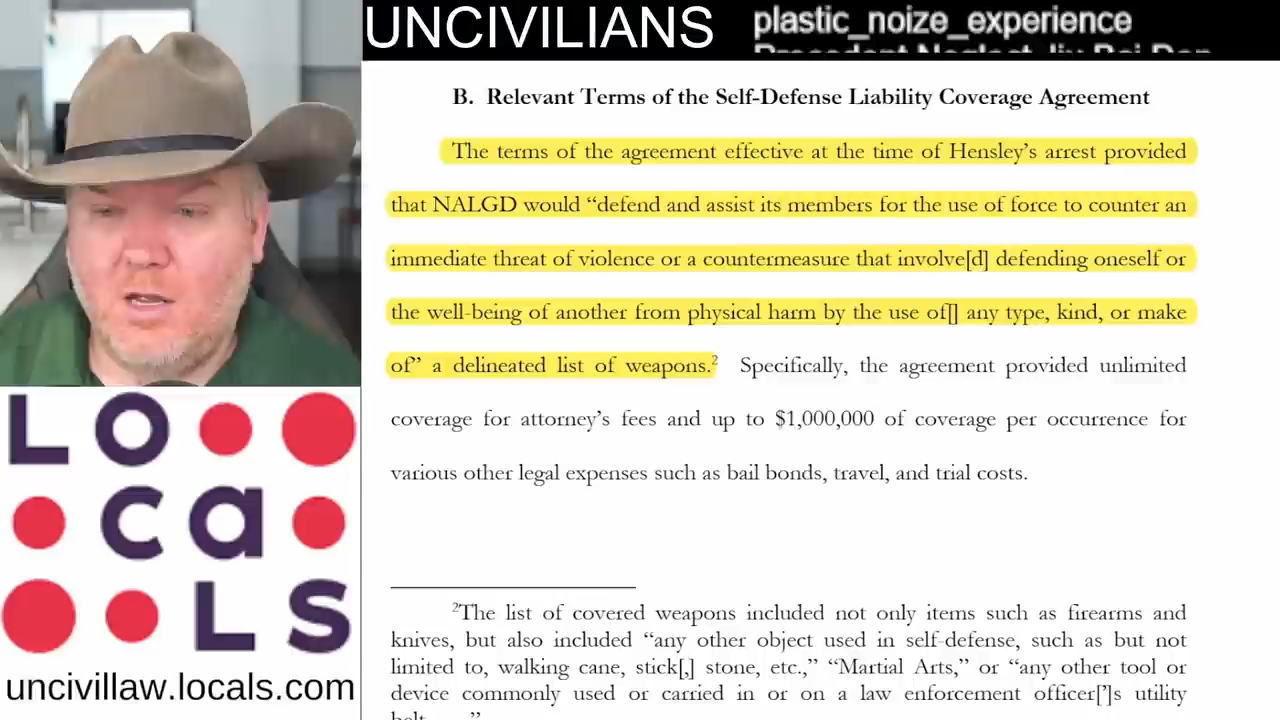 UNCIVILIANS
plastic_noize_experience
B. Relevant Terms of the Self-Defense Liability Coverage Agreement
The terms of the agreement effective at the time of Hensley’s arrest provided
that NALGD would “defend and assist its members for the use of force to counter an
immediate threat of violence or a countermeasure that involve[d] defending oneself or
the well-being of another from physical harm by the use of[] any type, kind, or make
of” a delineated list of weapons.2 Specifically, the agreement provided unlimited
coverage for attorney’s fees and up to $1,000,000 of coverage per occurrence for
various other legal expenses such as bail bonds, travel, and trial costs.
2The list of covered weapons included not only items such as firearms and
knives, but also included “any other object used in self-defense, such as but not
limited to, walking cane, stick[,] stone, etc.,” “Martial Arts,” or “any other tool or
device commonly used or carried in or on a law enforcement officer[’]s utility
LOcaLS
uncivillaw.locals.com